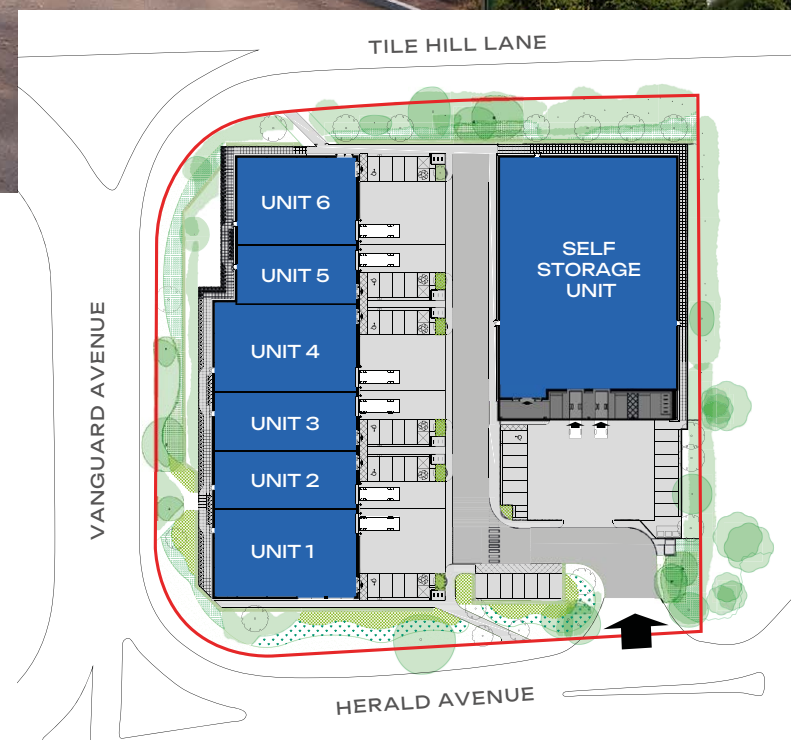 TILE HILL LANE
UNIT 6
UNIT 5
UNIT 4
UNIT 3
UNIT 2
UNIT 1
SELF
STORAGE
UNIT
VANGUARD AVENUE
HERALD AVENUE